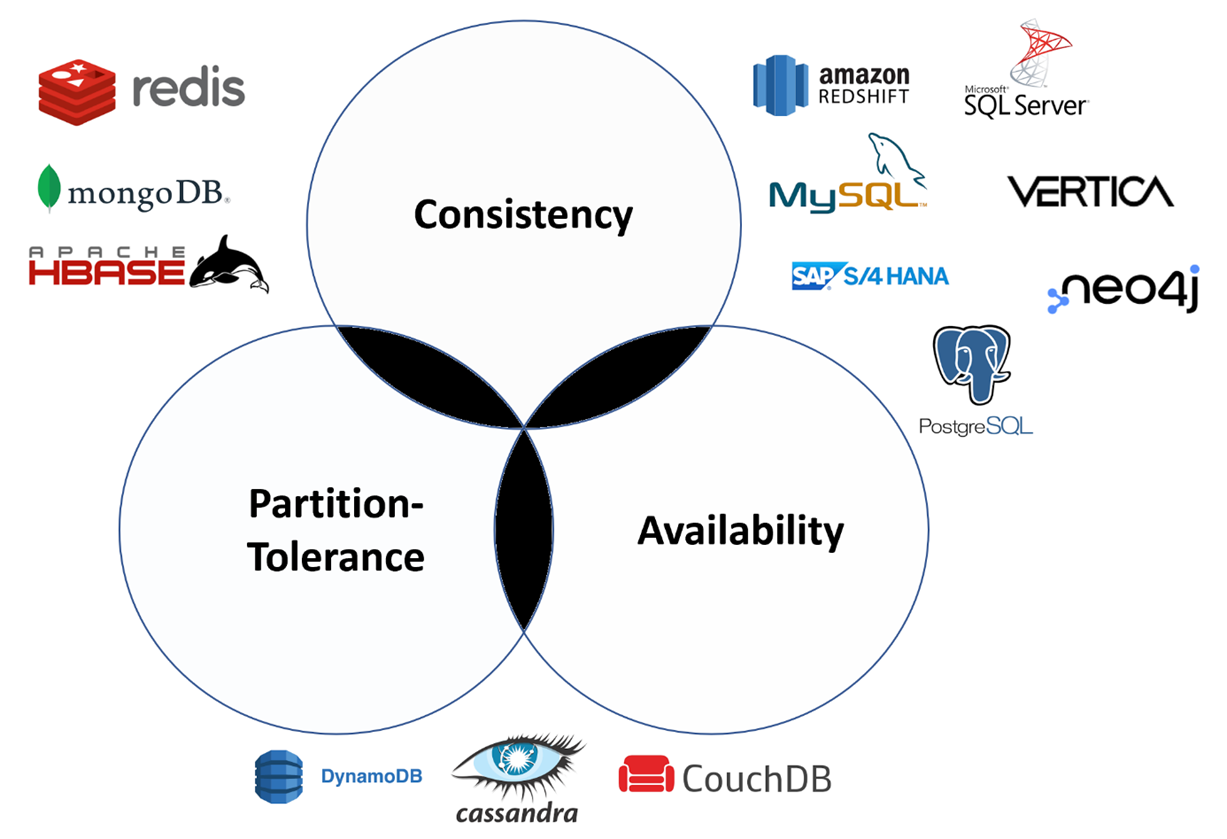 redis
mongoDB®
APACHE
HBASE
amazon
REDSHIFT
Microsoft®
SQL Server®
MySQL™
VERTICA
SAP® S/4 HANA
neo4j
PostgreSQL
Consistency
Partition-
Tolerance
Availability
DynamoDB
cassandra
CouchDB